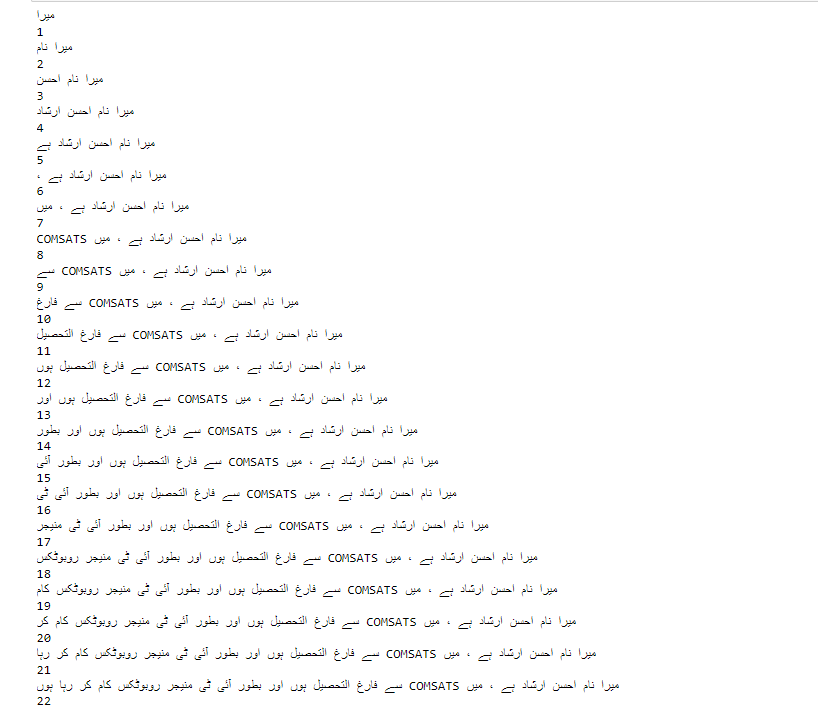 میرا
1
میرا نام
2
میرا نام احسن
3
میرا نام احسن ارشاد
4
میرا نام احسن ارشاد ہے
5
میرا نام احسن ارشاد ہے ،
6
میرا نام احسن ارشاد ہے ، میں
7
میرا نام احسن ارشاد ہے ، میں COMSATS
8
میرا نام احسن ارشاد ہے ، میں COMSATS سے
9
میرا نام احسن ارشاد ہے ، میں COMSATS سے فارغ
10
میرا نام احسن ارشاد ہے ، میں COMSATS سے فارغ التحصیل
11
میرا نام احسن ارشاد ہے ، میں COMSATS سے فارغ التحصیل ہوں
12
میرا نام احسن ارشاد ہے ، میں COMSATS سے فارغ التحصیل ہوں اور
13
میرا نام احسن ارشاد ہے ، میں COMSATS سے فارغ التحصیل ہوں اور بطور
14
میرا نام احسن ارشاد ہے ، میں COMSATS سے فارغ التحصیل ہوں اور بطور آئی
15
میرا نام احسن ارشاد ہے ، میں COMSATS سے فارغ التحصیل ہوں اور بطور آئی ٹی
16
میرا نام احسن ارشاد ہے ، میں COMSATS سے فارغ التحصیل ہوں اور بطور آئی ٹی منیجر
17
میرا نام احسن ارشاد ہے ، میں COMSATS سے فارغ التحصیل ہوں اور بطور آئی ٹی منیجر روبوٹکس
18
میرا نام احسن ارشاد ہے ، میں COMSATS سے فارغ التحصیل ہوں اور بطور آئی ٹی منیجر روبوٹکس کام
19
میرا نام احسن ارشاد ہے ، میں COMSATS سے فارغ التحصیل ہوں اور بطور آئی ٹی منیجر روبوٹکس کام کر
20
میرا نام احسن ارشاد ہے ، میں COMSATS سے فارغ التحصیل ہوں اور بطور آئی ٹی منیجر روبوٹکس کام کر رہا
21
میرا نام احسن ارشاد ہے ، میں COMSATS سے فارغ التحصیل ہوں اور بطور آئی ٹی منیجر روبوٹکس کام کر رہا ہوں
22